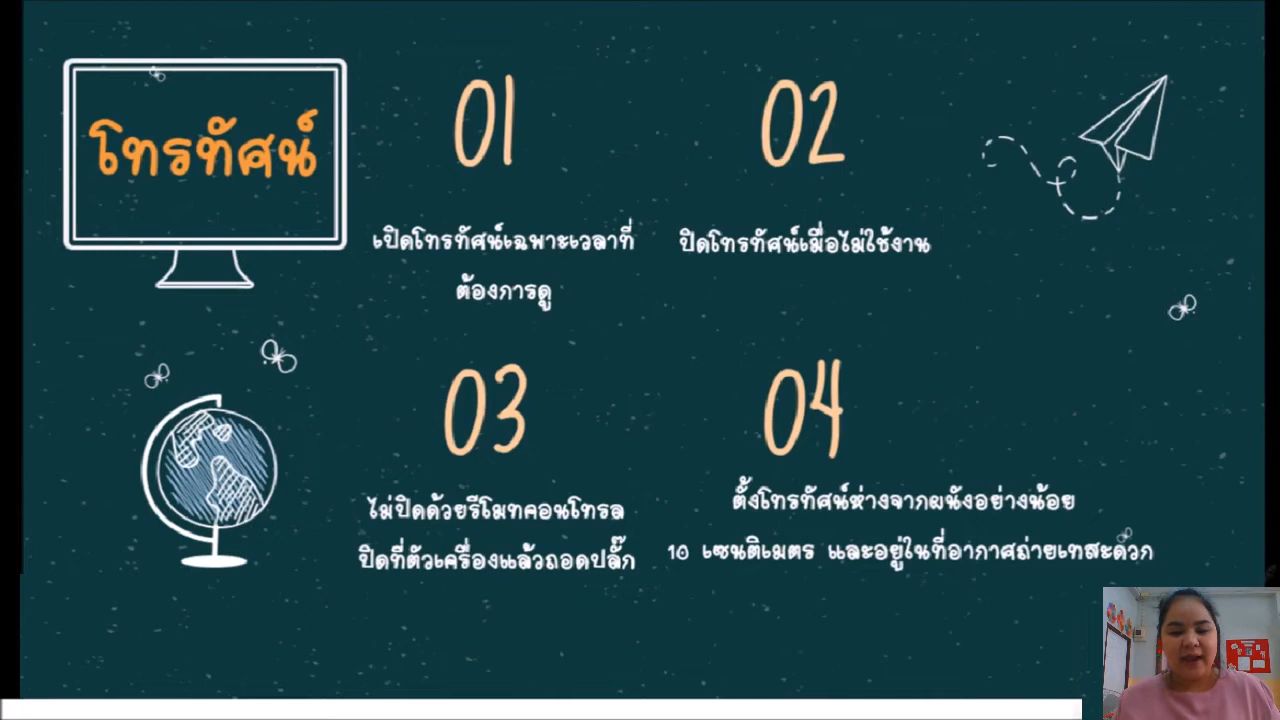 โทรทัศน์
01
เปิดโทรทัศน์เฉพาะเวลาที่
ต้องการดู
02
ปิดโทรทัศน์เมื่อไม่ใช้งาน
03
ไม่ปิดด้วยรีโมทคอนโทรล
ปิดที่ตัวเครื่องแล้วถอดปลั๊ก
04
ตั้งโทรทัศน์ห่างจากผนังอย่างน้อย
10 เซนติเมตร และอยู่ในที่อากาศถ่ายเทสะดวก